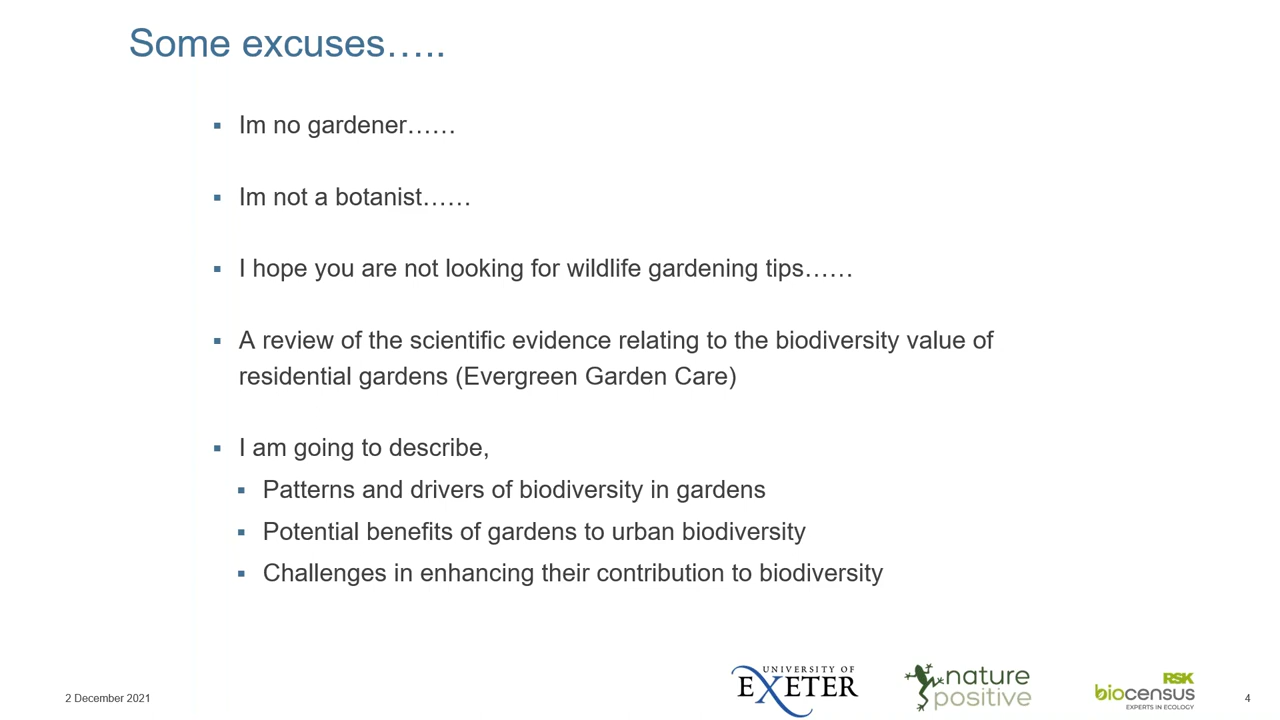 Some excuses…..
Im no gardener……
Im not a botanist……
I hope you are not looking for wildlife gardening tips……
A review of the scientific evidence relating to the biodiversity value of
residential gardens (Evergreen Garden Care)
I am going to describe,
Patterns and drivers of biodiversity in gardens
Potential benefits of gardens to urban biodiversity
Challenges in enhancing their contribution to biodiversity
2 December 2021
UNIVERSITY OF
EXETER
nature
positive
RSK
biocensus
EXPERTS IN ECOLOGY
4